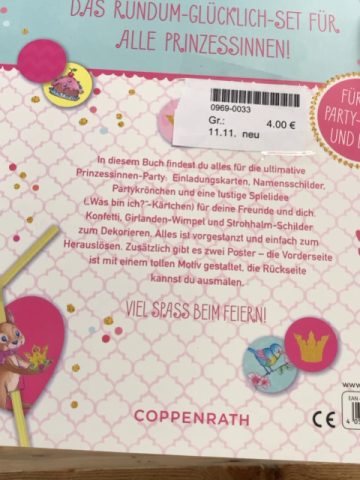 DAS RUNDUM-GLÜCKLICH-SET FÜR
ALLE PRINZESSINNEN!
0969-0033
Gr.: 4.00 €
11.11. neu
FÜR
PARTY-
UND
In diesem Buch findest du alles für die ultimative
Prinzessinnen-Party: Einladungskarten, Namensschilder,
Partykrönchen und eine lustige Spielidee
(„Was bin ich?"-Kärtchen) für deine Freunde und dich.
Konfetti, Girlanden-Wimpel und Strohhalm-Schilder
zum Dekorieren. Alles ist vorgestanzt und einfach zum
Herauslösen. Zusätzlich gibt es zwei Poster – die Vorderseite
ist mit einem tollen Motiv gestaltet, die Rückseite
kannst du ausmalen.
VIEL SPASS BEIM FEIERN!
COPPENRATH
CE
www.
EAN